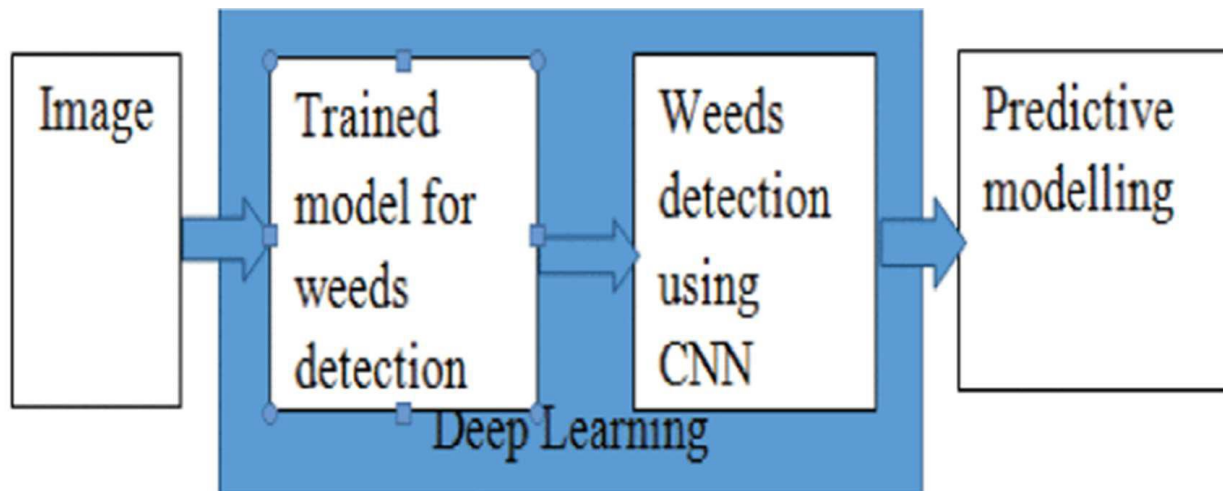 Image
Trained
model for
weeds
detection
Weeds
detection
using
CNN
Predictive
modelling
Deep Learning